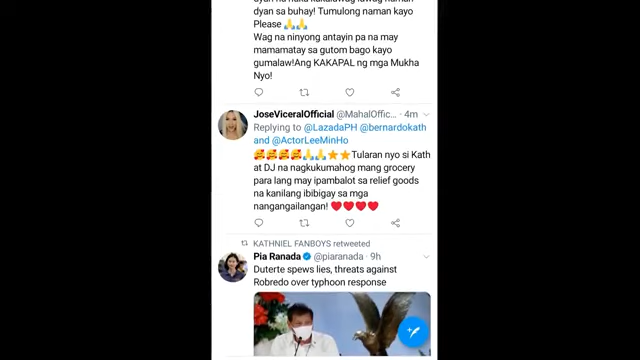 dyan sa buhay! Tumulong naman kayo
Please 🙏🙏
Wag na ninyong antayin pa na may
mamamatay sa gutom bago kayo
gumalaw!Ang KAKAPAL ng mga Mukha
Nyo!
JoseViceralOfficial @MahalOffic... · 4m
Replying to @LazadaPH @bernardokath
and @ActorLeeMinHo
🥰🥰🥰🥰🙏🙏⭐⭐Tularan nyo si Kath
at DJ na nagkukumahog mang grocery
para lang may ipambalot sa relief goods
na kanilang ibibigay sa mga
nangangailangan! ❤️❤️❤️❤️
KATHNIEL FANBOYS retweeted
Pia Ranada @piaranada · 9h
Duterte spews lies, threats against
Robredo over typhoon response